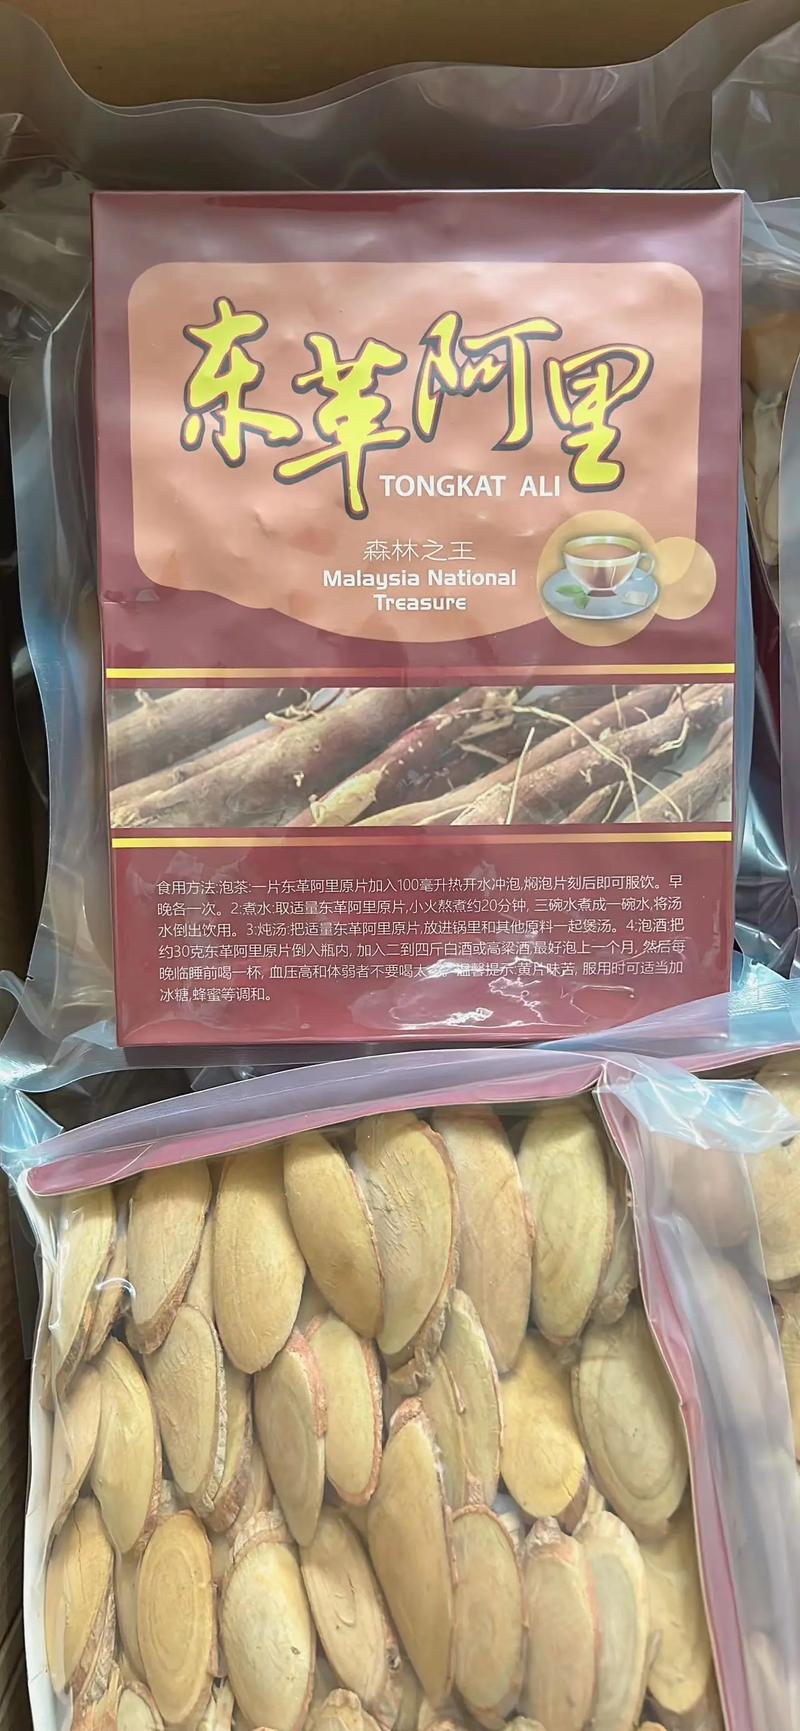 东革阿里
TONGKAT ALI
森林之王
Malaysia National
Treasure
食用方法:泡茶:一片东革阿里原片加入100毫升热开水冲泡,焖泡片刻后即可服饮。早
晚各一次。2:煮水:取适量东革阿里原片,小火熬煮约20分钟, 三碗水煮成一碗水,将汤
水倒出饮用。3:炖汤:把适量东革阿里原片,放进锅里和其他原料一起煲汤。4:泡酒:把
约30克东革阿里原片倒入瓶内, 加入二到四斤白酒或高梁酒,最好泡上一个月, 然后每
晚临睡前喝一杯, 血压高和体弱者不要喝太多。温馨提示:黄片味苦, 服用时可适当加
冰糖,蜂蜜等调和。